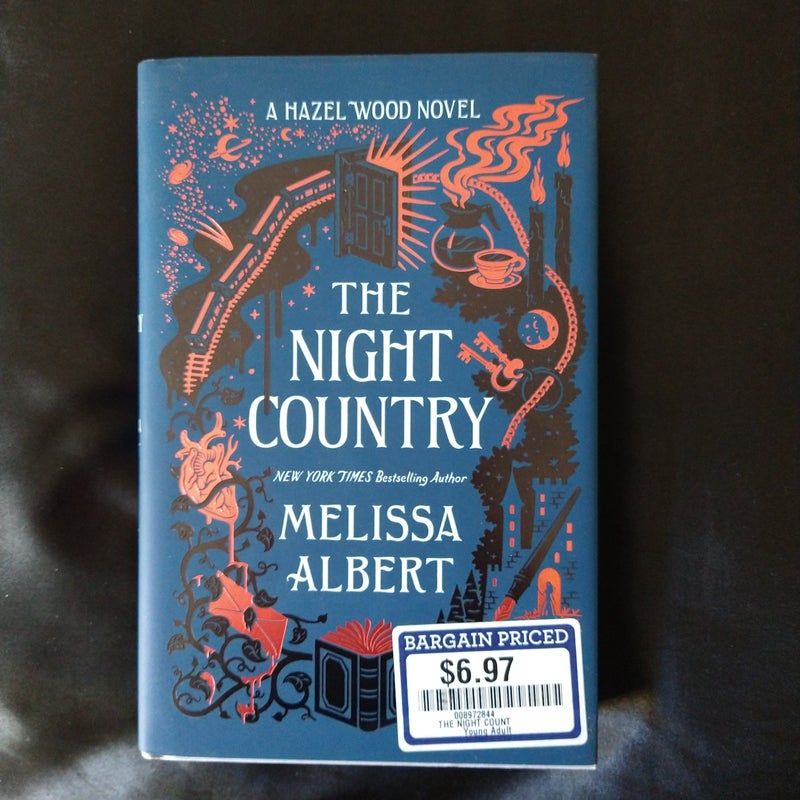 A HAZEL WOOD NOVEL
THE
NIGHT
COUNTRY
NEW YORK TIMES Bestselling Author
MELISSA
ALBERT
BARGAIN PRICED
$6.97
008972844
THE NIGHT COUNT
Young Adult